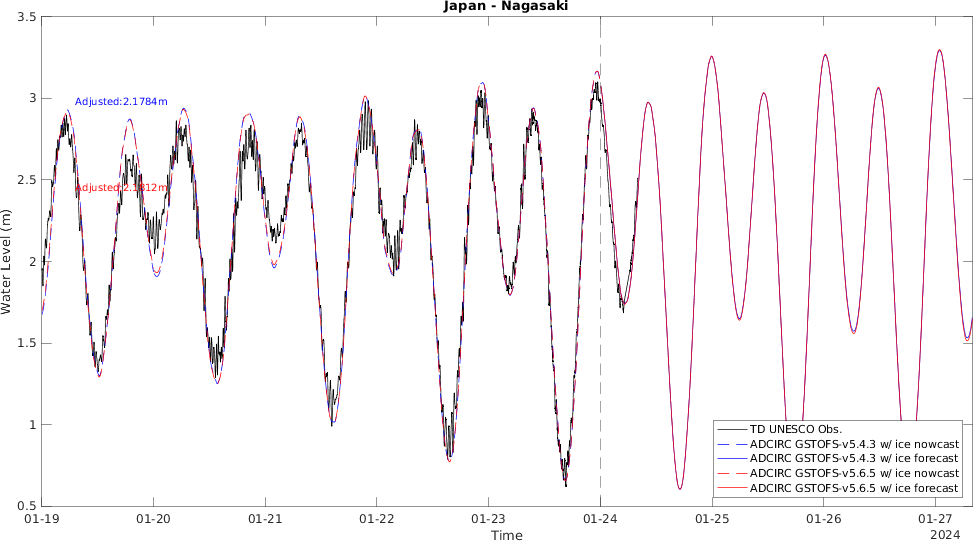 Japan - Nagasaki
Water Level (m)
3.5
3
2.5
2
1.5
1
0.5
Adjusted:2.1784m
Adjusted:2.1812m
TD UNESCO Obs.
ADCIRC GSTOFS-v5.4.3 w/ ice nowcast
ADCIRC GSTOFS-v5.4.3 w/ ice forecast
ADCIRC GSTOFS-v5.6.5 w/ ice nowcast
ADCIRC GSTOFS-v5.6.5 w/ ice forecast
01-19 01-20 01-21 01-22 01-23 01-24 01-25 01-26 01-27
Time
2024